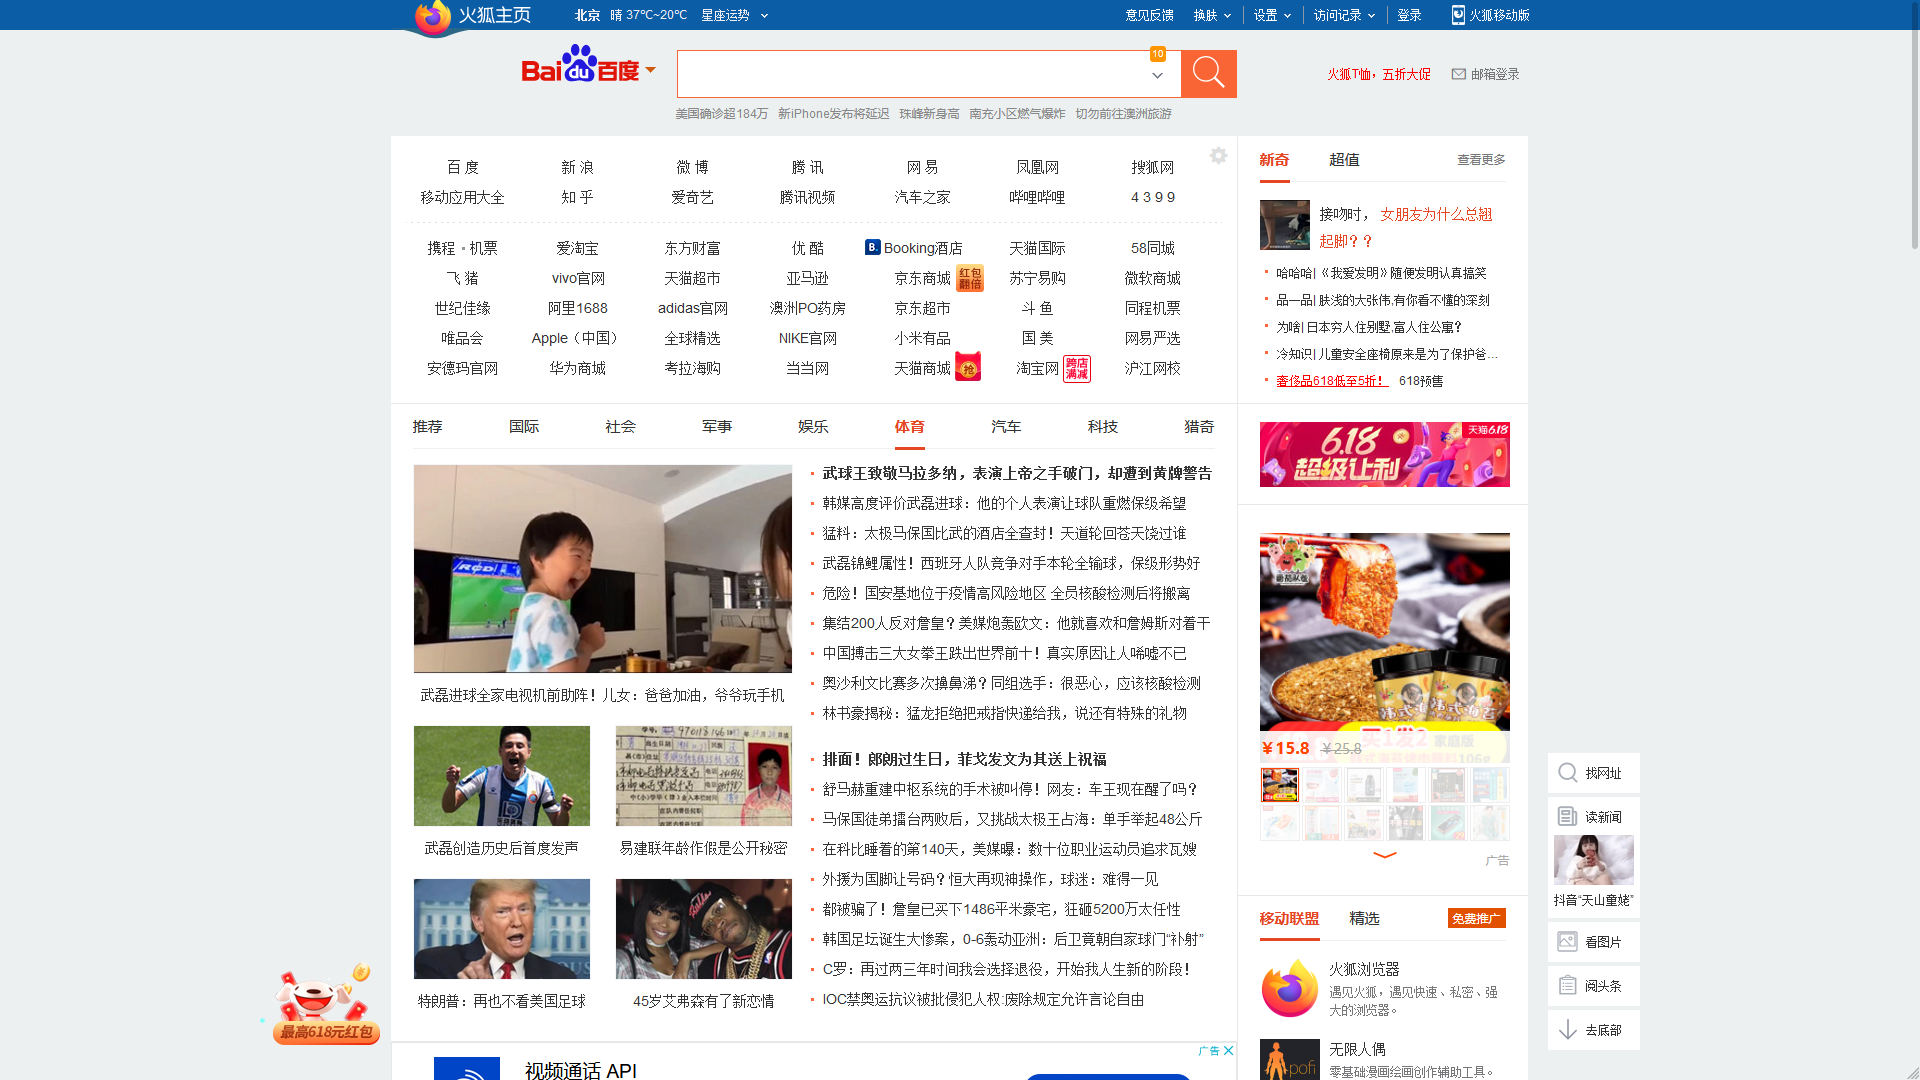 火狐主页 北京 晴 37℃~20℃ 星座运势 意见反馈 换肤 设置 访问记录 登录 火狐移动版
Bai du 百度 10 火狐T恤，五折大促 邮箱登录
美国确诊超184万 新iPhone发布将延迟 珠峰新身高 南充小区燃气爆炸 切勿前往澳洲旅游
百 度 新 浪 微 博 腾 讯 网 易 凤凰网 搜狐网
移动应用大全 知 乎 爱奇艺 腾讯视频 汽车之家 哔哩哔哩 4 3 9 9
携程・机票 爱淘宝 东方财富 优 酷 B. Booking酒店 天猫国际 58同城
飞 猪 vivo官网 天猫超市 亚马逊 京东商城 红包翻倍 苏宁易购 微软商城
世纪佳缘 阿里1688 adidas官网 澳洲PO药房 京东超市 斗 鱼 同程机票
唯品会 Apple（中国） 全球精选 NIKE官网 小米有品 国 美 网易严选
安德玛官网 华为商城 考拉海购 当当网 天猫商城 抢 淘宝网 跨店满减 沪江网校
新奇 超值 查看更多
接吻时， 女朋友为什么总翘
起脚？？
哈哈哈|《我爱发明》随便发明认真搞笑
品一品| 肤浅的大张伟,有你看不懂的深刻
为啥| 日本穷人住别墅,富人住公寓？
冷知识| 儿童安全座椅原来是为了保护爸...
奢侈品618低至5折！ 618预售
推荐 国际 社会 军事 娱乐 体育 汽车 科技 猎奇
武磊进球全家电视机前助阵！儿女：爸爸加油，爷爷玩手机
武磊创造历史后首度发声
易建联年龄作假是公开秘密
特朗普：再也不看美国足球
45岁艾弗森有了新恋情
武球王致敬马拉多纳，表演上帝之手破门，却遭到黄牌警告
韩媒高度评价武磊进球：他的个人表演让球队重燃保级希望
猛料：太极马保国比武的酒店全查封！天道轮回苍天饶过谁
武磊锦鲤属性！西班牙人队竞争对手本轮全输球，保级形势好
危险！国安基地位于疫情高风险地区 全员核酸检测后将搬离
集结200人反对詹皇？美媒炮轰欧文：他就喜欢和詹姆斯对着干
中国搏击三大女拳王跌出世界前十！真实原因让人唏嘘不已
奥沙利文比赛多次擤鼻涕？同组选手：很恶心，应该核酸检测
林书豪揭秘：猛龙拒绝把戒指快递给我，说还有特殊的礼物
排面！郎朗过生日，菲戈发文为其送上祝福
舒马赫重建中枢系统的手术被叫停！网友：车王现在醒了吗？
马保国徒弟擂台两败后，又挑战太极王占海：单手举起48公斤
在科比睡着的第140天，美媒曝：数十位职业运动员追求瓦嫂
外援为国脚让号码？恒大再现神操作，球迷：难得一见
都被骗了！詹皇已买下1486平米豪宅，狂砸5200万太任性
韩国足坛诞生大惨案，0-6轰动亚洲：后卫竟朝自家球门“补射”
C罗：再过两三年时间我会选择退役，开始我人生新的阶段！
IOC禁奥运抗议被批侵犯人权:废除规定允许言论自由
天猫6.18
6.18
超级让利
买1发2 家庭版
¥15.8 ¥25.8
106g
广告
移动联盟 精选 免费推广
火狐浏览器
遇见火狐，遇见快速、私密、强
大的浏览器。
无限人偶
零基础漫画绘画创作辅助工具。
pofi
找网址
读新闻
抖音“天山童姥”
看图片
阅头条
去底部
最高618元红包
广告
视频通话 API